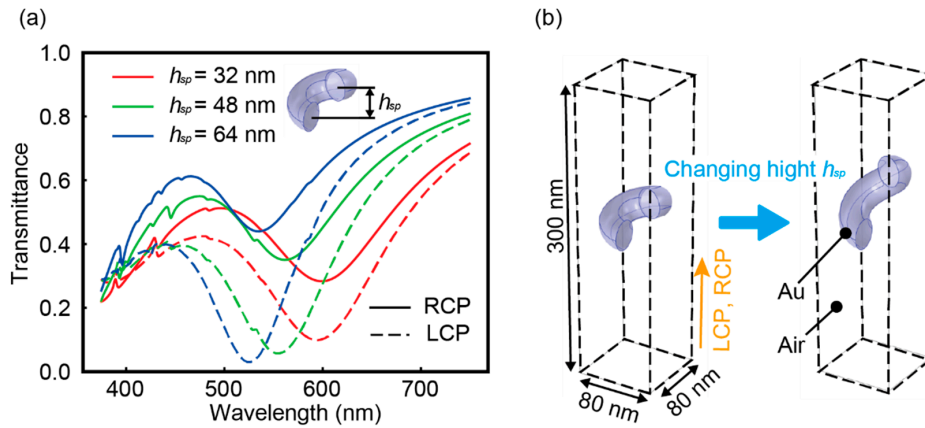 (a)
1.0
0.8
0.6
0.4
0.2
0.0
Transmittance
400
500
600
700
Wavelength (nm)
hsp = 32 nm
hsp = 48 nm
hsp = 64 nm
hsp
RCP
LCP
(b)
300 nm
80 nm
80 nm
LCP, RCP
Changing hight hsp
Au
Air